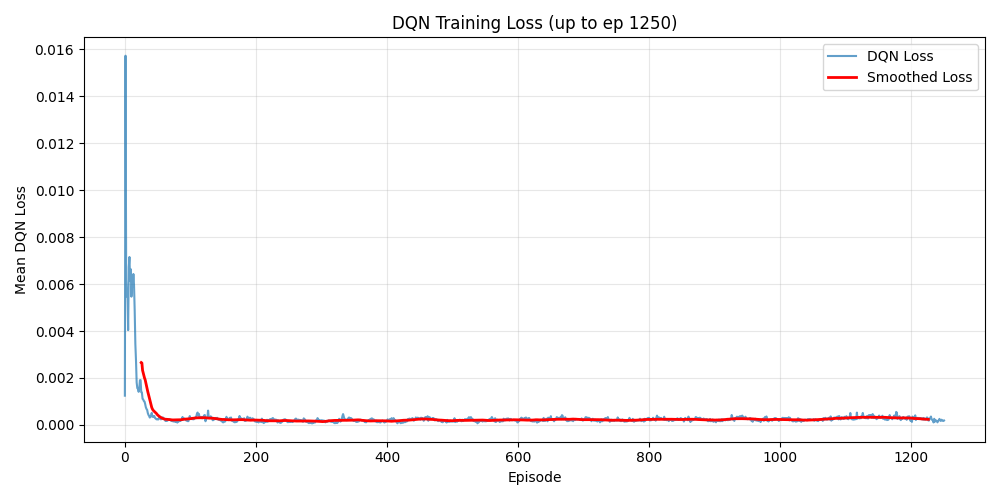 DQN Training Loss (up to ep 1250)
DQN Loss
Smoothed Loss
Mean DQN Loss
0.016
0.014
0.012
0.010
0.008
0.006
0.004
0.002
0.000
0 200 400 600 800 1000 1200
Episode